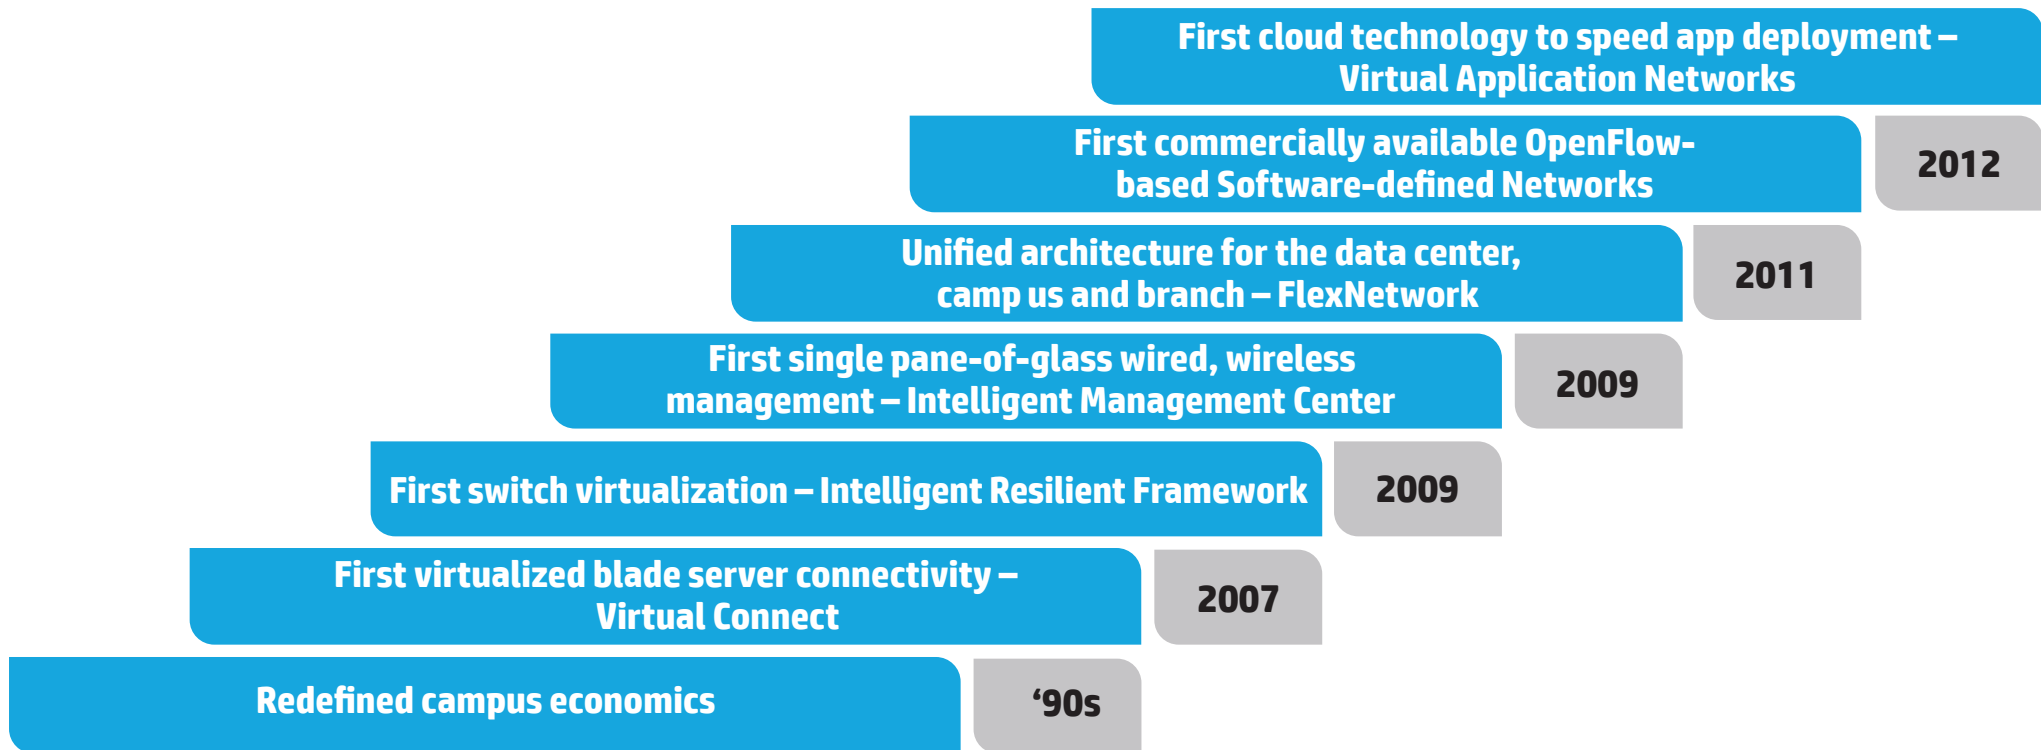 First cloud technology to speed app deployment –
Virtual Application Networks
First commercially available OpenFlow-
based Software-defined Networks
2012
Unified architecture for the data center,
camp us and branch – FlexNetwork
2011
First single pane-of-glass wired, wireless
management – Intelligent Management Center
2009
First switch virtualization – Intelligent Resilient Framework
2009
First virtualized blade server connectivity –
Virtual Connect
2007
Redefined campus economics
‘90s